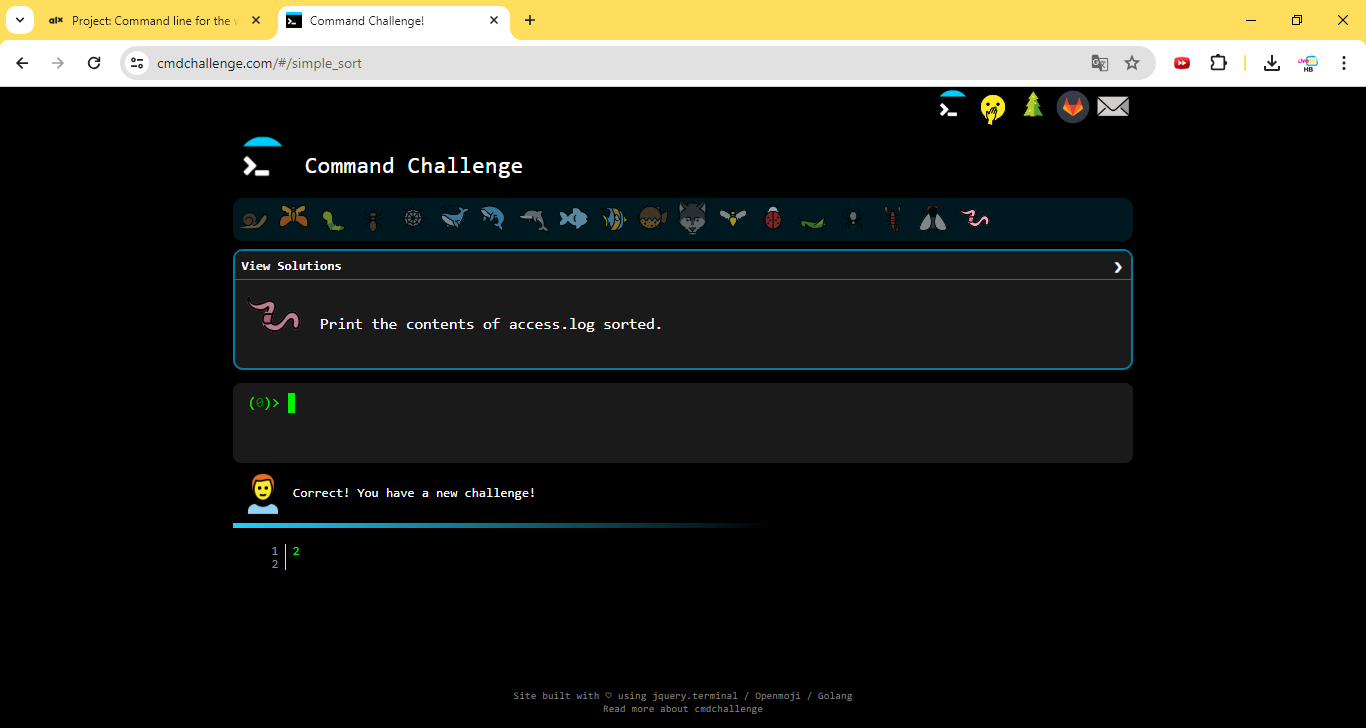 alx Project: Command line for the w
Command Challenge!
cmdchallenge.com/#/simple_sort
HB
Command Challenge
View Solutions
Print the contents of access.log sorted.
(0)>
Correct! You have a new challenge!
1 2
2
Site built with ♡ using jquery.terminal / Openmoji / Golang
Read more about cmdchallenge